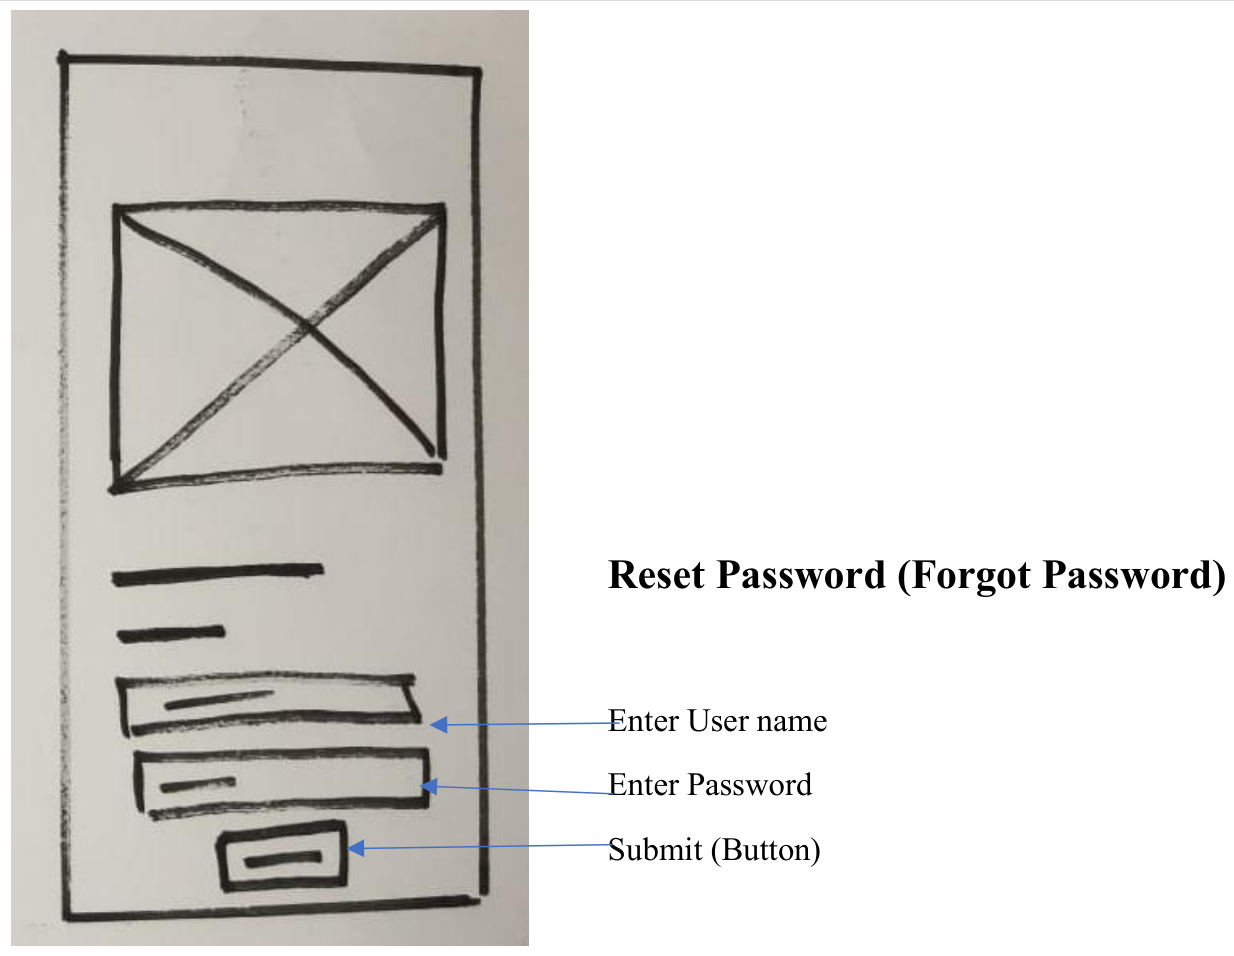 Reset Password (Forgot Password)
Enter User name
Enter Password
Submit (Button)